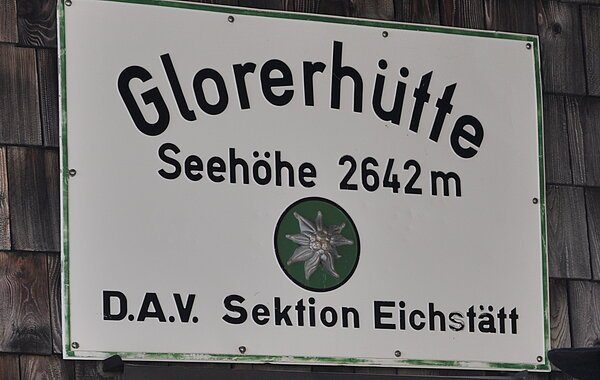 Glorerhütte
Seehöhe 2642 m
D.A.V. Sektion Eichstätt